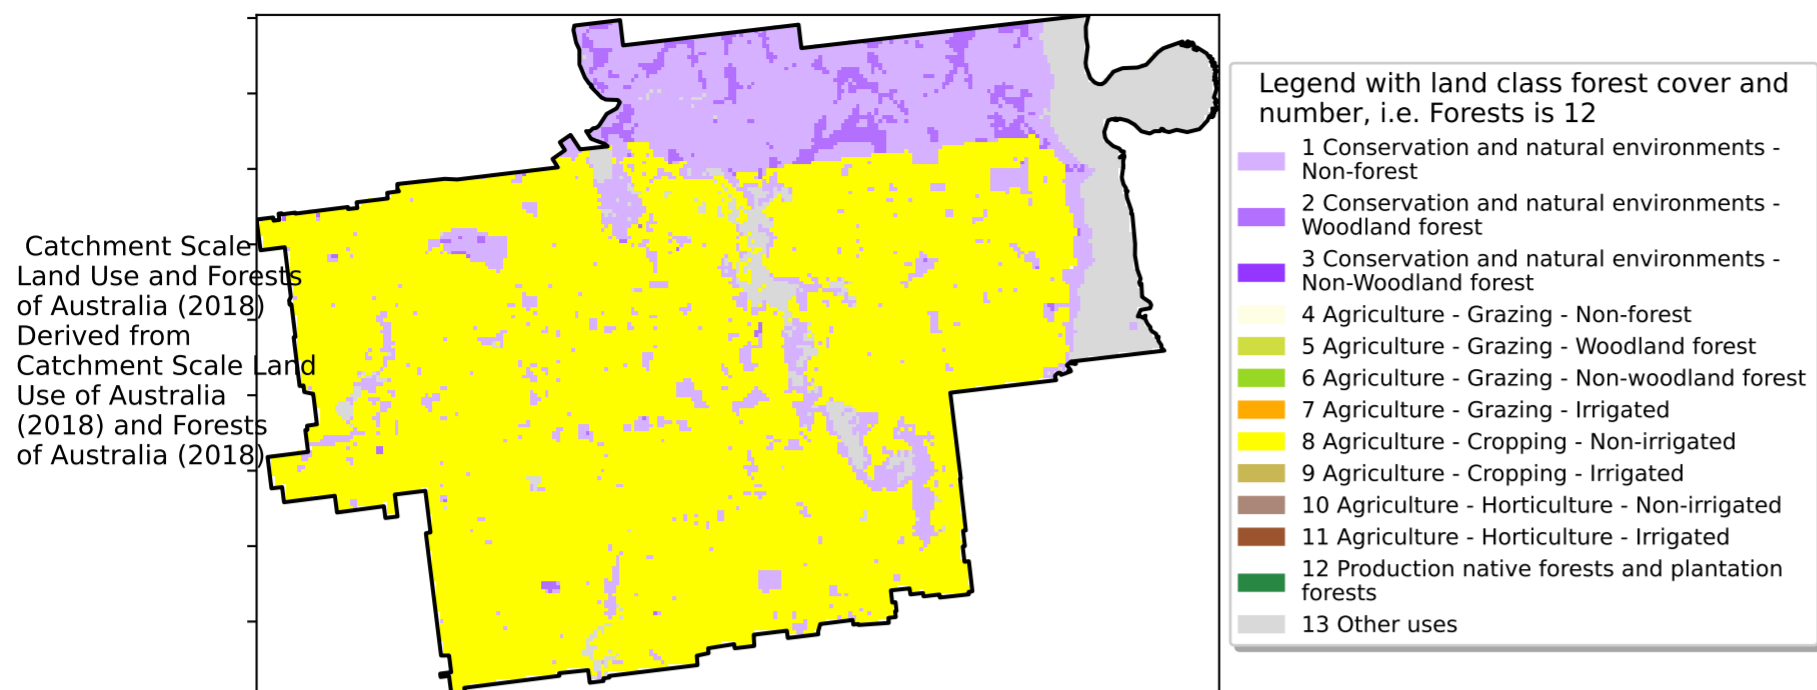 Catchment Scale
Land Use and Forests
of Australia (2018)
Derived from
Catchment Scale Land
Use of Australia
(2018) and Forests
of Australia (2018)
Legend with land class forest cover and
number, i.e. Forests is 12
1 Conservation and natural environments -
Non-forest
2 Conservation and natural environments -
Woodland forest
3 Conservation and natural environments -
Non-Woodland forest
4 Agriculture - Grazing - Non-forest
5 Agriculture - Grazing - Woodland forest
6 Agriculture - Grazing - Non-woodland forest
7 Agriculture - Grazing - Irrigated
8 Agriculture - Cropping - Non-irrigated
9 Agriculture - Cropping - Irrigated
10 Agriculture - Horticulture - Non-irrigated
11 Agriculture - Horticulture - Irrigated
12 Production native forests and plantation
forests
13 Other uses